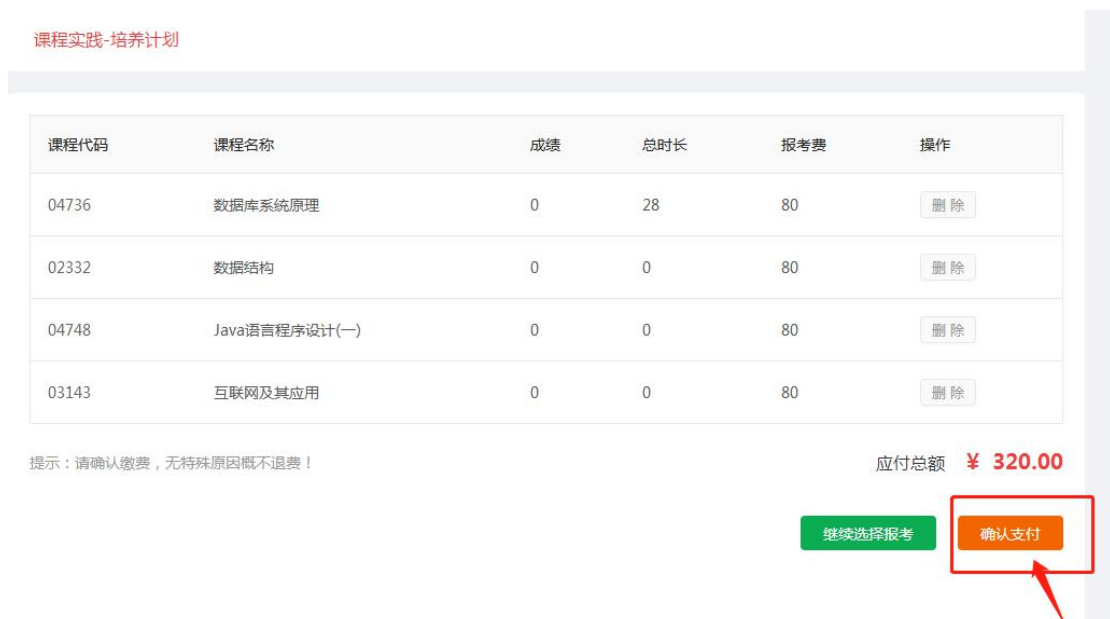 课程实践-培养计划
课程代码 课程名称 成绩 总时长 报考费 操作
04736 数据库系统原理 0 28 80 删 除
02332 数据结构 0 0 80 删 除
04748 Java语言程序设计(一) 0 0 80 删 除
03143 互联网及其应用 0 0 80 删 除
提示：请确认缴费，无特殊原因概不退费！ 应付总额 ¥ 320.00
继续选择报考 确认支付